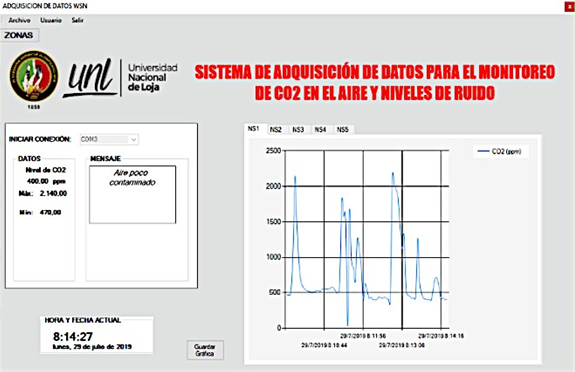 ADQUISICION DE DATOS WSN
Archivo Usuario Salir
ZONAS
1859
unl
Universidad
Nacional
de Loja
SISTEMA DE ADQUISICIÓN DE DATOS PARA EL MONITOREO
DE CO2 EN EL AIRE Y NIVELES DE RUIDO
INICIAR CONEXIÓN: COM3
DATOS
Nivel de CO2
400,00 ppm
Máx: 2.140,00
Mín: 470,00
MENSAJE
Aire poco
contaminado
HORA Y FECHA ACTUAL
8:14:27
lunes, 29 de julio de 2019
Guardar
Gráfica
NS1 NS2 NS3 NS4 NS5
CO2 (ppm)
2500
2000
1500
1000
500
0
29/7/2019 8:10:44
29/7/2019 8:11:56
29/7/2019 8:13:06
29/7/2019 8:14:16